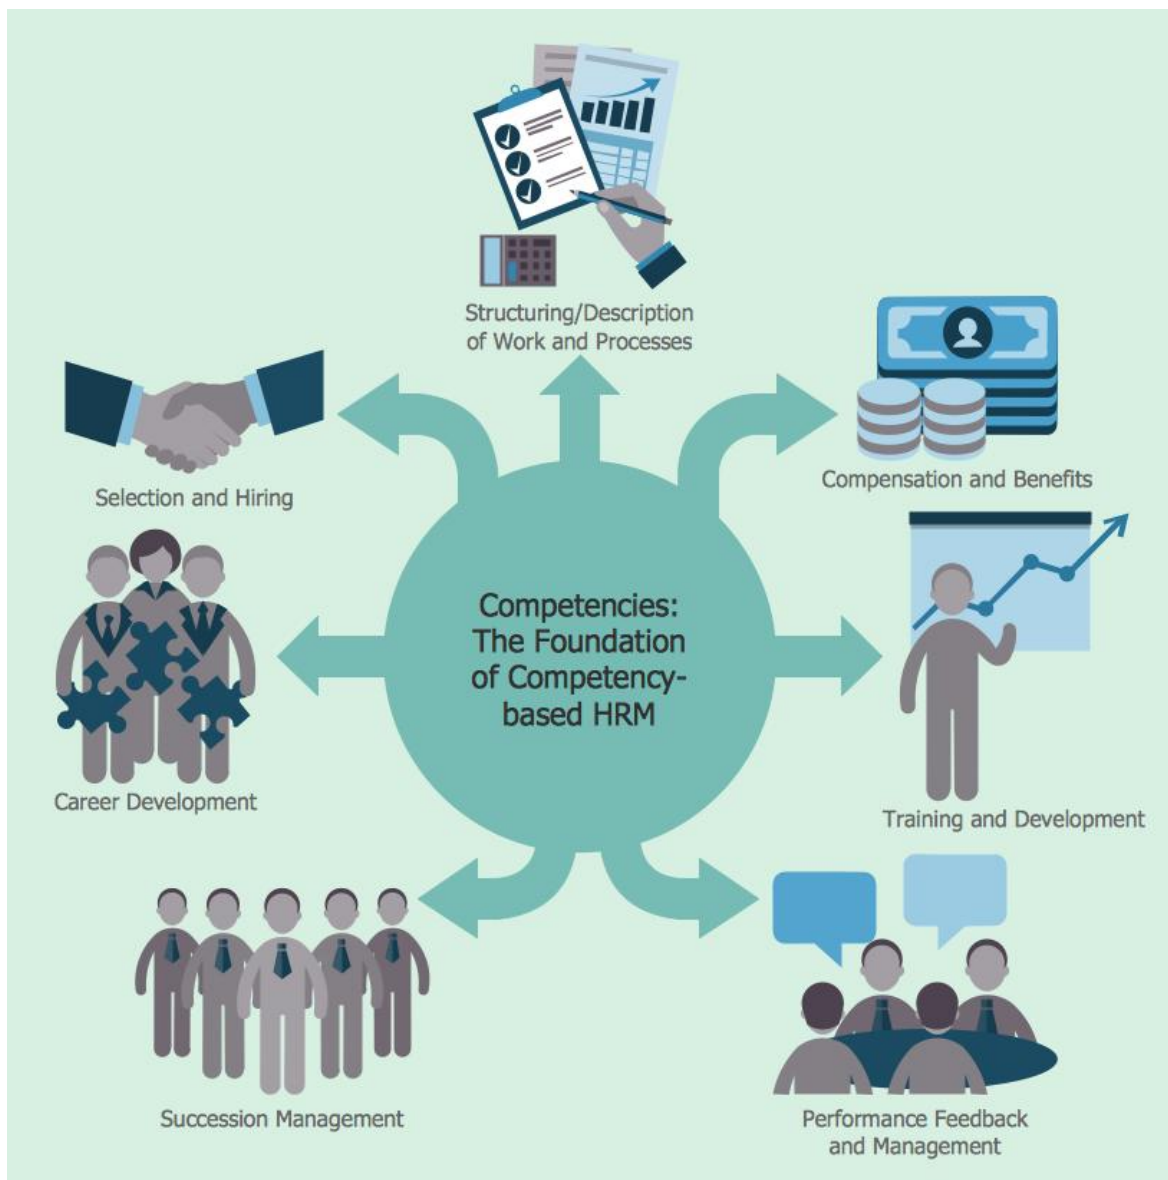 Structuring/Description
of Work and Processes
Selection and Hiring
Compensation and Benefits
Competencies:
The Foundation
of Competency-
based HRM
Career Development
Training and Development
Succession Management
Performance Feedback
and Management